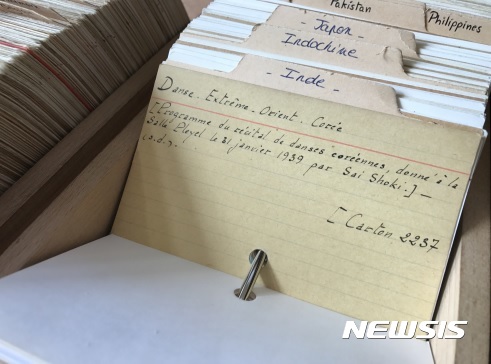 Pakistan
Philippines
- Japon -
- Indochine -
- Inde -
Danse. Extrême-Orient. Corée
[Programme du récital de danses coréennes, donné à la
Salle Pleyel le 31 janvier 1939 par Sai Shoki.] —
(s.d.).
[Carton 2237
NEWSIS